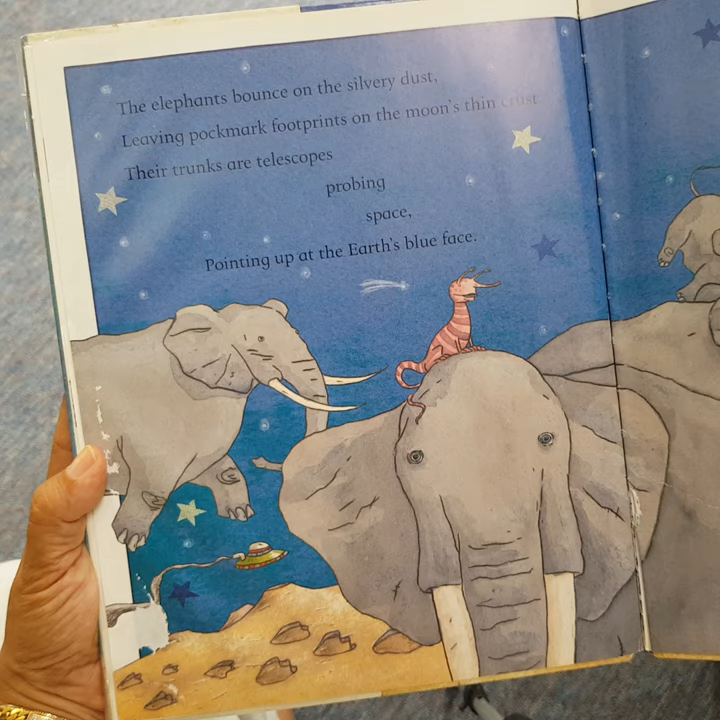 The elephants bounce on the silvery dust,
Leaving pockmark footprints on the moon's thin crust.
Their trunks are telescopes
probing
space,
Pointing up at the Earth's blue face.